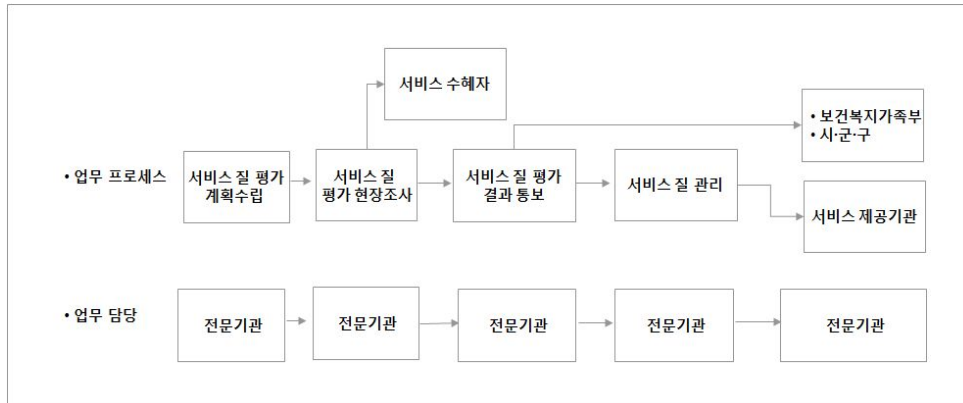 서비스 수혜자
• 보건복지가족부
• 시·군·구
• 업무 프로세스
서비스 질 평가
계획수립
서비스 질
평가 현장조사
서비스 질 평가
결과 통보
서비스 질 관리
서비스 제공기관
• 업무 담당
전문기관
전문기관
전문기관
전문기관
전문기관